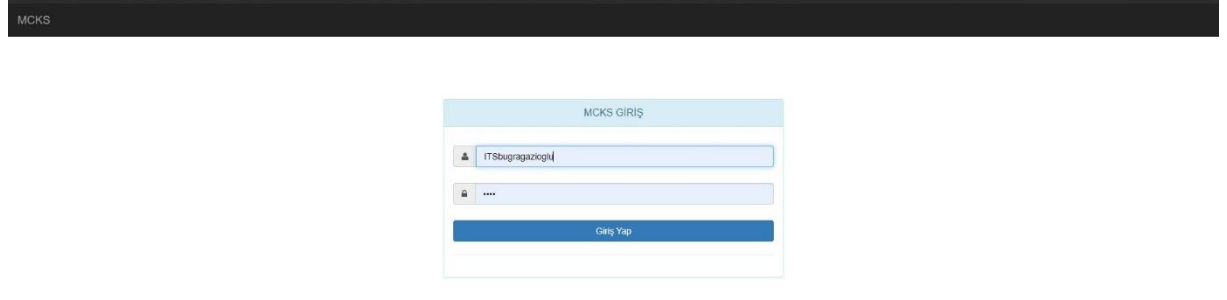 MCKS
MCKS GİRİŞ
ITSbugragazioglu
....
Giriş Yap